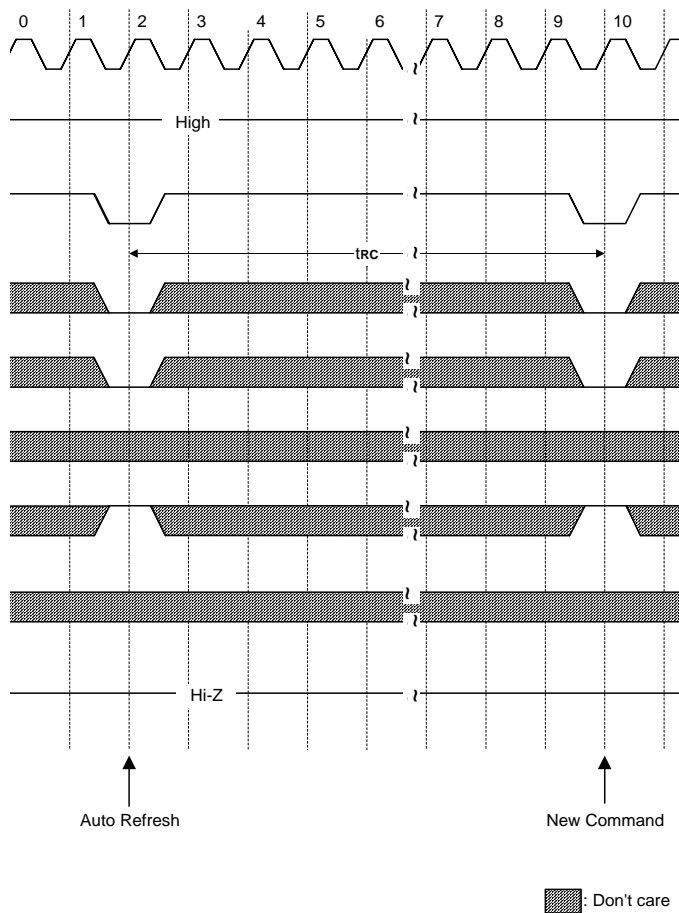 0 1 2 3 4 5 6 7 8 9 10
High
tRC
Hi-Z
Auto Refresh New Command
: Don't care